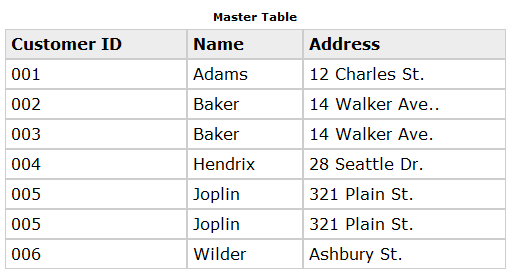 Master Table
Customer ID Name Address
001 Adams 12 Charles St.
002 Baker 14 Walker Ave..
003 Baker 14 Walker Ave.
004 Hendrix 28 Seattle Dr.
005 Joplin 321 Plain St.
005 Joplin 321 Plain St.
006 Wilder Ashbury St.